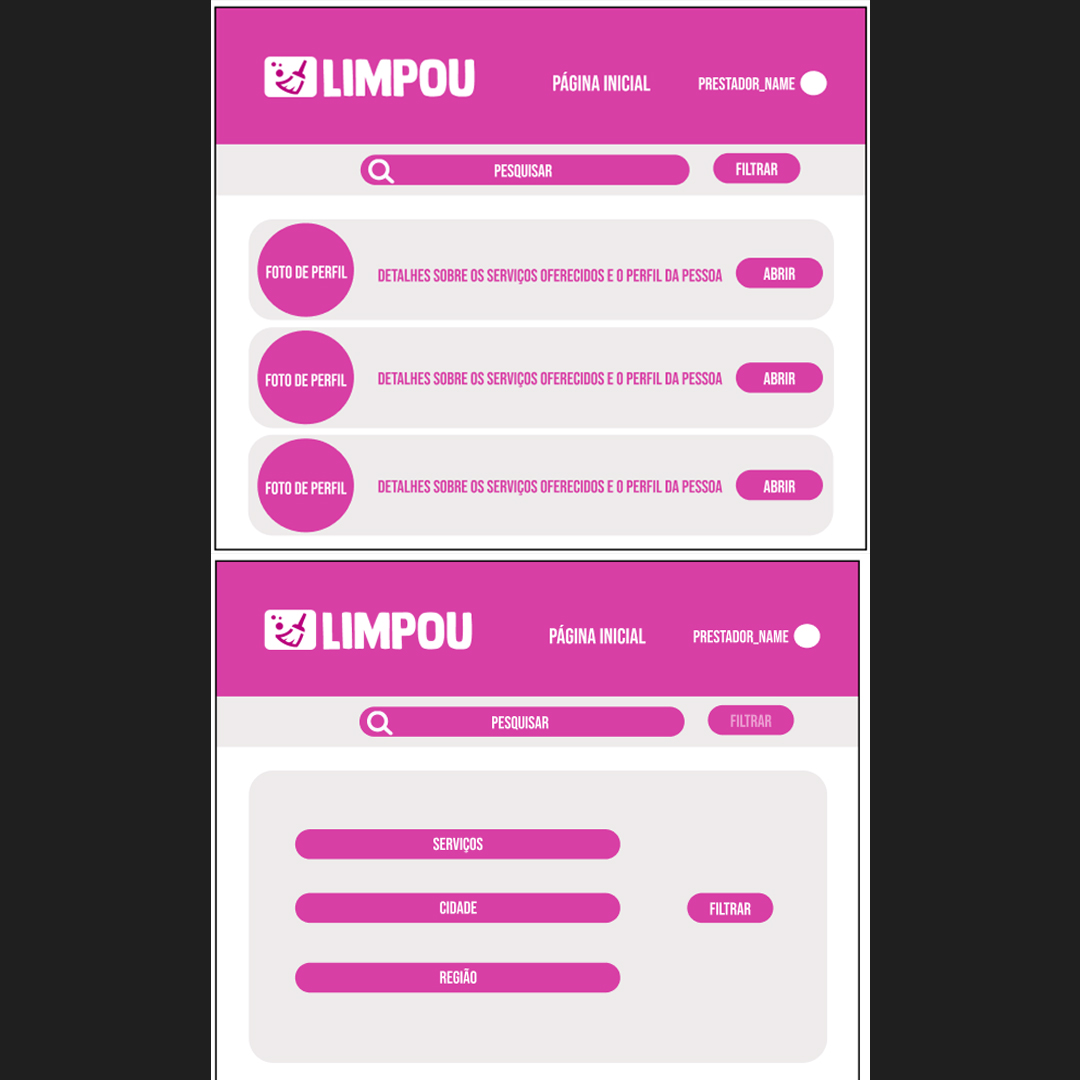 LIMPOU
PÁGINA INICIAL
PRESTADOR_NAME
PESQUISAR
FILTRAR
FOTO DE PERFIL
DETALHES SOBRE OS SERVIÇOS OFERECIDOS E O PERFIL DA PESSOA
ABRIR
FOTO DE PERFIL
DETALHES SOBRE OS SERVIÇOS OFERECIDOS E O PERFIL DA PESSOA
ABRIR
FOTO DE PERFIL
DETALHES SOBRE OS SERVIÇOS OFERECIDOS E O PERFIL DA PESSOA
ABRIR
LIMPOU
PÁGINA INICIAL
PRESTADOR_NAME
PESQUISAR
FILTRAR
SERVIÇOS
CIDADE
FILTRAR
REGIÃO